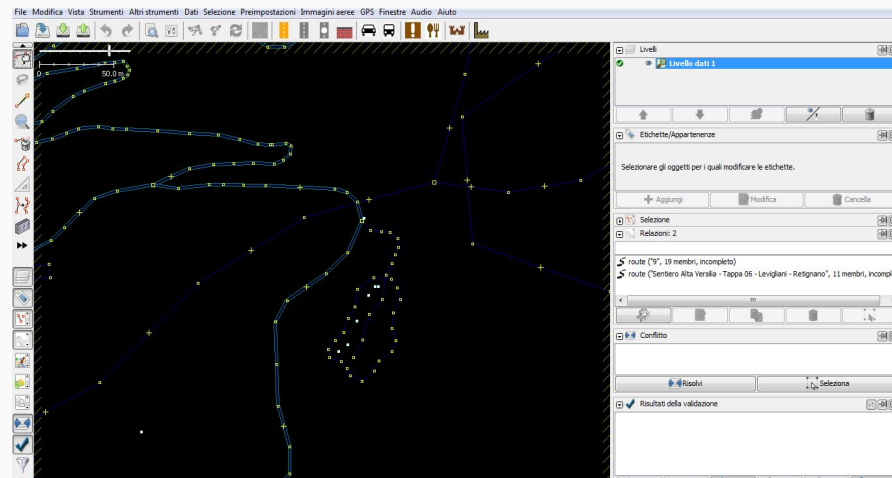 File Modifica Vista Strumenti Altri strumenti Dati Selezione Preimpostazioni Immagini aeree GPS Finestre Audio Aiuto
0
50.0 m
Livelli
Livello dati 1
Etichette/Appartenenze
Selezionare gli oggetti per i quali modificare le etichette.
Aggiungi Modifica Cancella
Selezione
Relazioni: 2
route ("9", 19 membri, incompleto)
route ("Sentiero Alta Versilia - Tappa 06 - Levigliani - Retignano", 11 membri, incompl
Conflitto
Risolvi Seleziona
Risultati della validazione